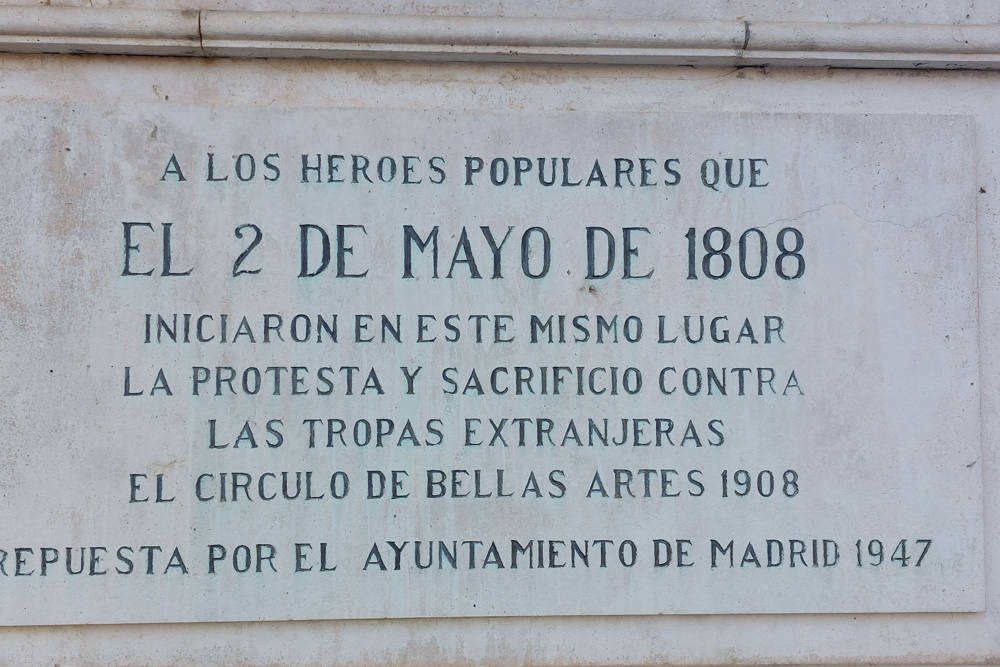 A LOS HEROES POPULARES QUE
EL 2 DE MAYO DE 1808
INICIARON EN ESTE MISMO LUGAR
LA PROTESTA Y SACRIFICIO CONTRA
LAS TROPAS EXTRANJERAS
EL CIRCULO DE BELLAS ARTES 1908
REPUESTA POR EL AYUNTAMIENTO DE MADRID 1947